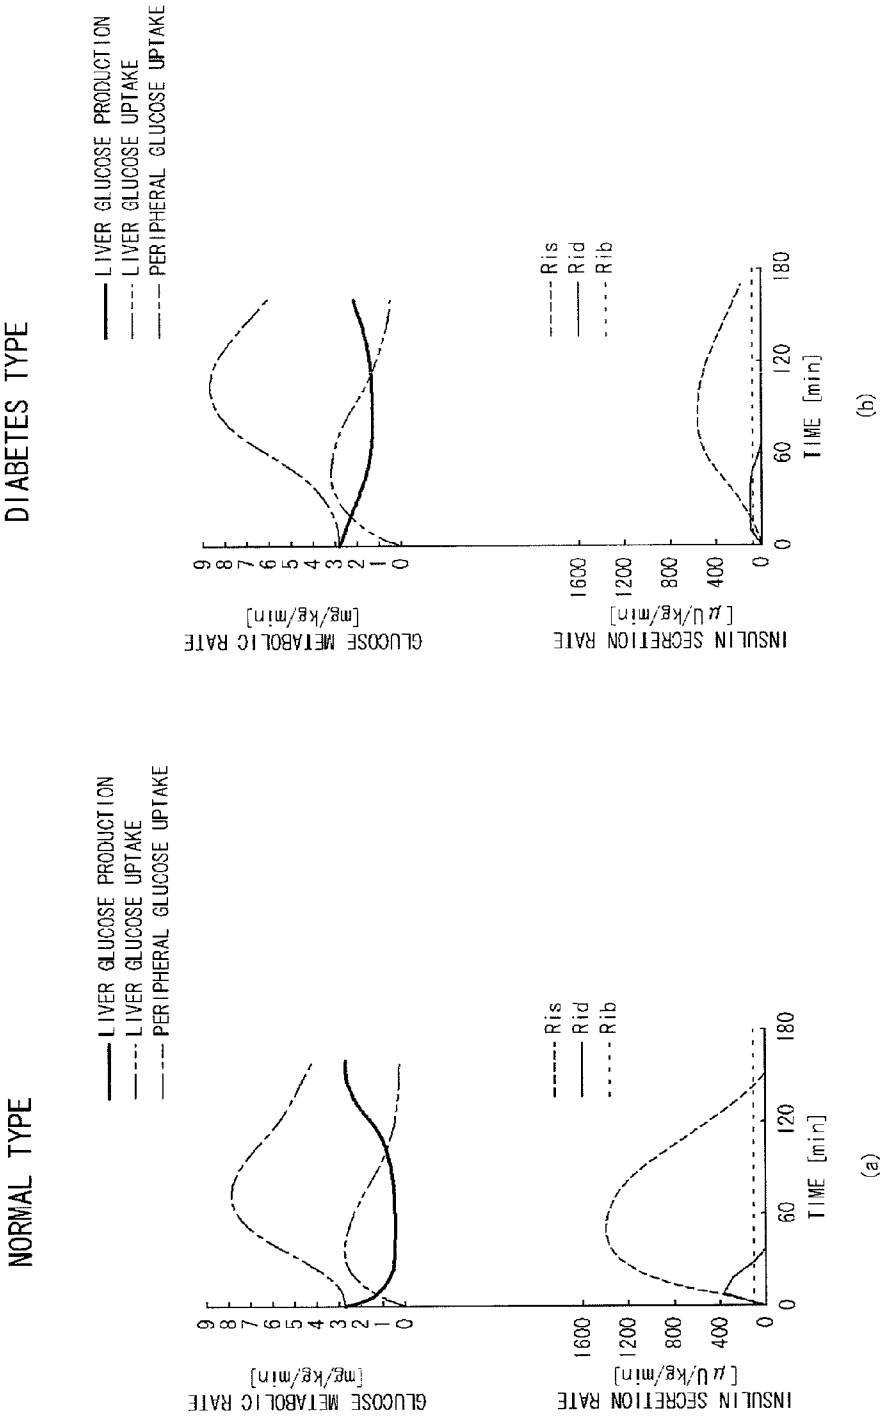 NORMAL TYPE
LIVER GLUCOSE PRODUCTION
LIVER GLUCOSE UPTAKE
PERIPHERAL GLUCOSE UPTAKE
GLUCOSE METABOLIC RATE
[mg/kg/min]
9
8
7
6
5
4
3
2
1
0
Ris
Rid
Rib
INSULIN SECRETION RATE
[μU/kg/min]
1600
1200
800
400
0
0
60
120
180
TIME [min]
(a)
DIABETES TYPE
LIVER GLUCOSE PRODUCTION
LIVER GLUCOSE UPTAKE
PERIPHERAL GLUCOSE UPTAKE
GLUCOSE METABOLIC RATE
[mg/kg/min]
9
8
7
6
5
4
3
2
1
0
Ris
Rid
Rib
INSULIN SECRETION RATE
[μU/kg/min]
1600
1200
800
400
0
0
60
120
180
TIME [min]
(b)